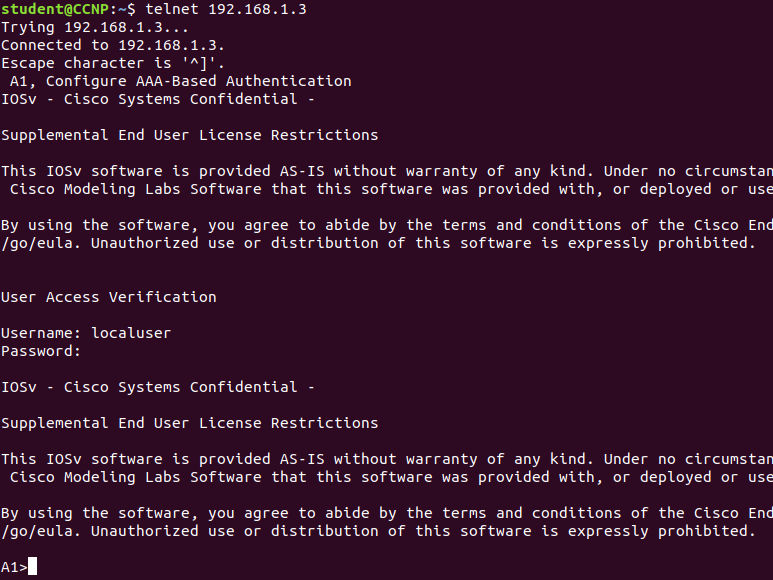 student@CCNP:~$ telnet 192.168.1.3
Trying 192.168.1.3...
Connected to 192.168.1.3.
Escape character is '^]'.
 A1, Configure AAA-Based Authentication
IOSv - Cisco Systems Confidential -
Supplemental End User License Restrictions
This IOSv software is provided AS-IS without warranty of any kind. Under no circumstan
 Cisco Modeling Labs Software that this software was provided with, or deployed or use
By using the software, you agree to abide by the terms and conditions of the Cisco End
/go/eula. Unauthorized use or distribution of this software is expressly prohibited.
User Access Verification
Username: localuser
Password:
IOSv - Cisco Systems Confidential -
Supplemental End User License Restrictions
This IOSv software is provided AS-IS without warranty of any kind. Under no circumstan
 Cisco Modeling Labs Software that this software was provided with, or deployed or use
By using the software, you agree to abide by the terms and conditions of the Cisco End
/go/eula. Unauthorized use or distribution of this software is expressly prohibited.
A1>